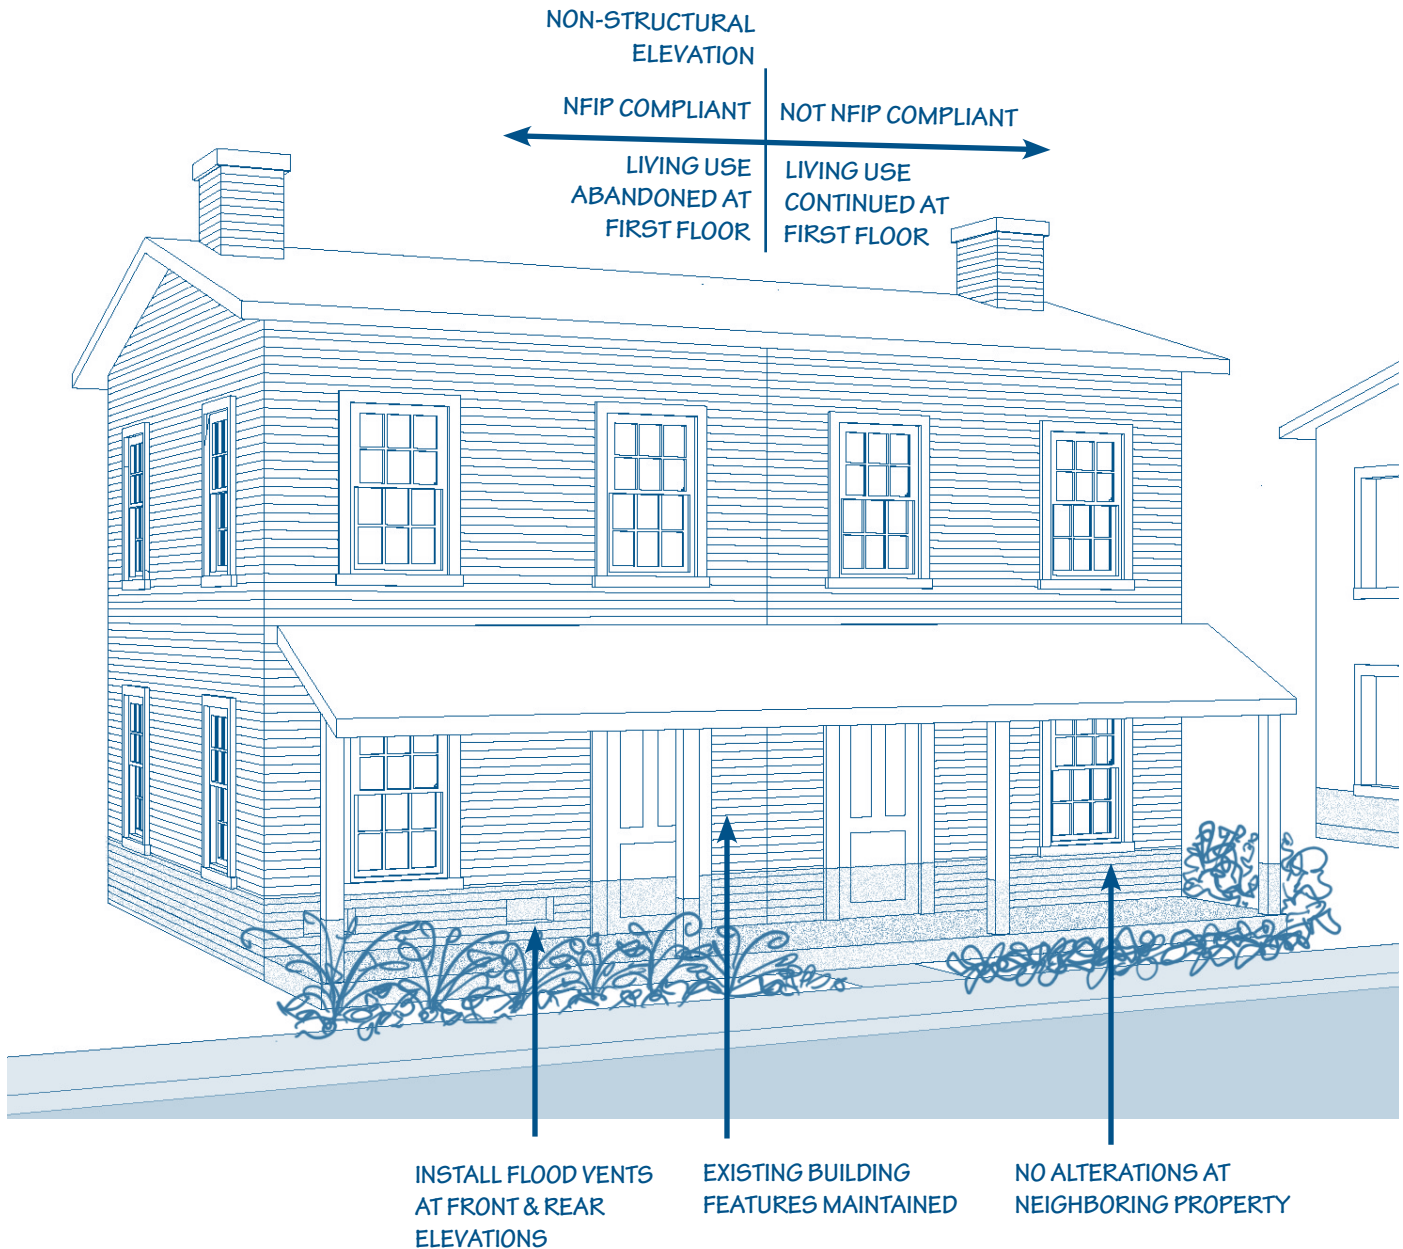 NON-STRUCTURAL
ELEVATION
NFIP COMPLIANT
NOT NFIP COMPLIANT
LIVING USE
ABANDONED AT
FIRST FLOOR
LIVING USE
CONTINUED AT
FIRST FLOOR
INSTALL FLOOD VENTS
AT FRONT & REAR
ELEVATIONS
EXISTING BUILDING
FEATURES MAINTAINED
NO ALTERATIONS AT
NEIGHBORING PROPERTY